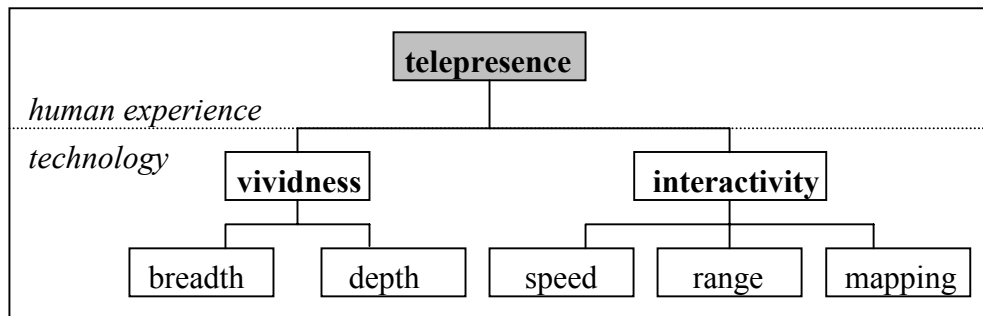 telepresence
human experience
technology
vividness interactivity
breadth depth speed range mapping